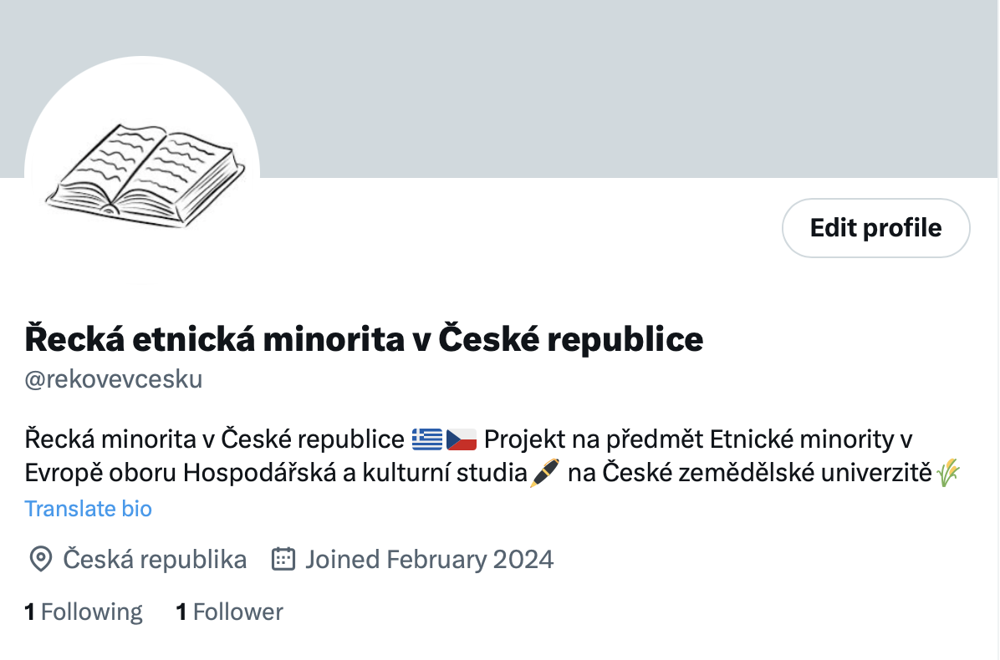 Edit profile
Řecká etnická minorita v České republice
@rekovevcesku
Řecká minorita v České republice 🇬🇷🇨🇿 Projekt na předmět Etnické minority v
Evropě oboru Hospodářská a kulturní studia🖋️ na České zemědělské univerzitě🌾
Translate bio
Česká republika Joined February 2024
1 Following 1 Follower